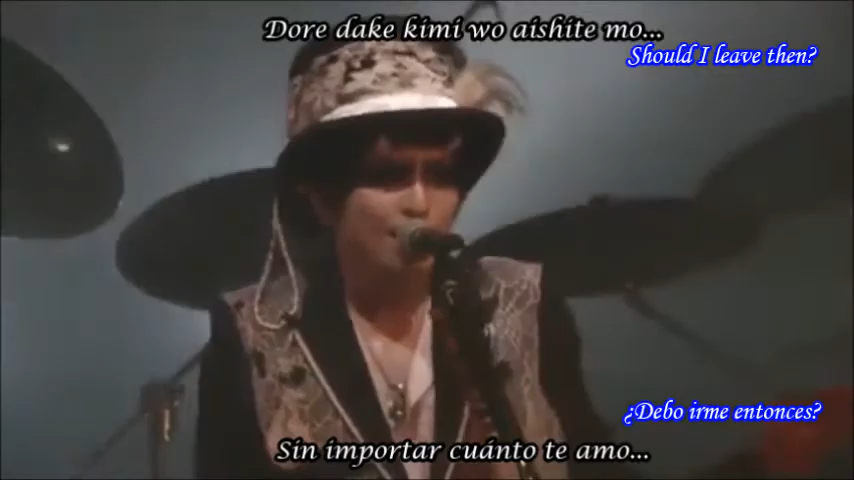 Dore dake kimi wo aishite mo...
Should I leave then?
¿Debo irme entonces?
Sin importar cuánto te amo...